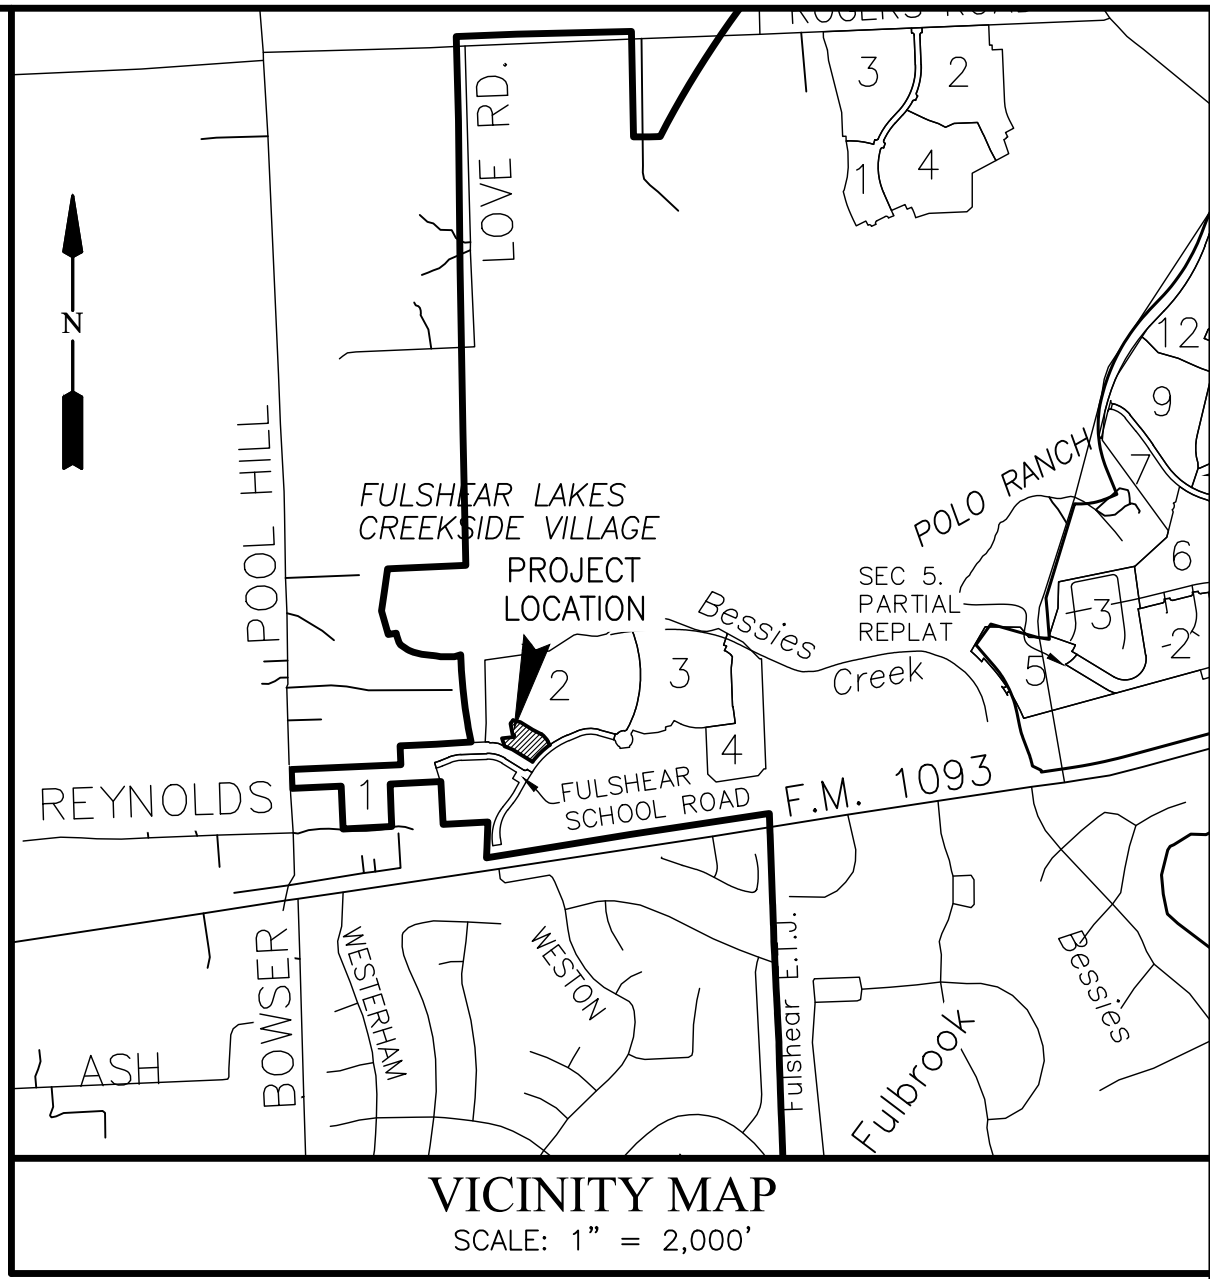 ROGERS ROAD
3
2
LOVE RD.
1
4
N
12
9
POOL HILL
POLO RANCH
7
FULSHEAR LAKES
CREEKSIDE VILLAGE
PROJECT
LOCATION
6
SEC 5.
PARTIAL
REPLAT
Bessies
Creek
3
2
5
2
3
4
FULSHEAR
SCHOOL ROAD
F.M. 1093
REYNOLDS
1
BOWSER
WESTERHAM
WESTON
Fulshear E.T.J.
Bessies
Fulbrook
ASH
VICINITY MAP
SCALE: 1" = 2,000'